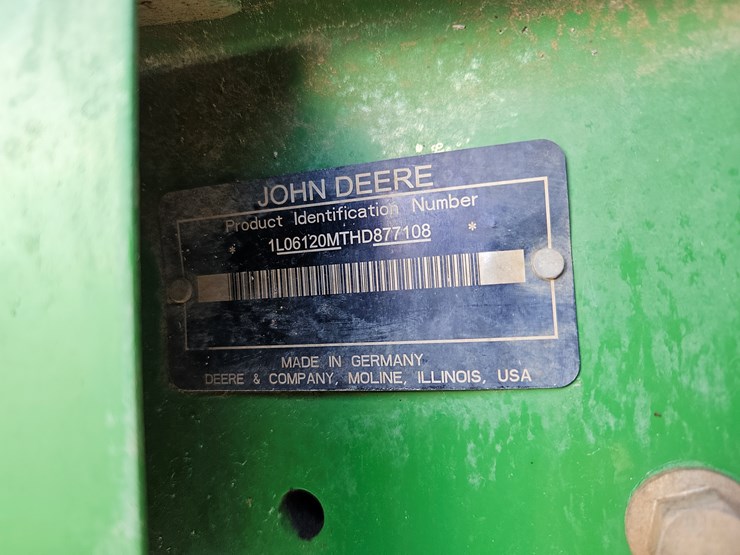 JOHN DEERE
Product Identification Number
* 1L06120MTHD877108 *
MADE IN GERMANY
DEERE & COMPANY, MOLINE, ILLINOIS, USA